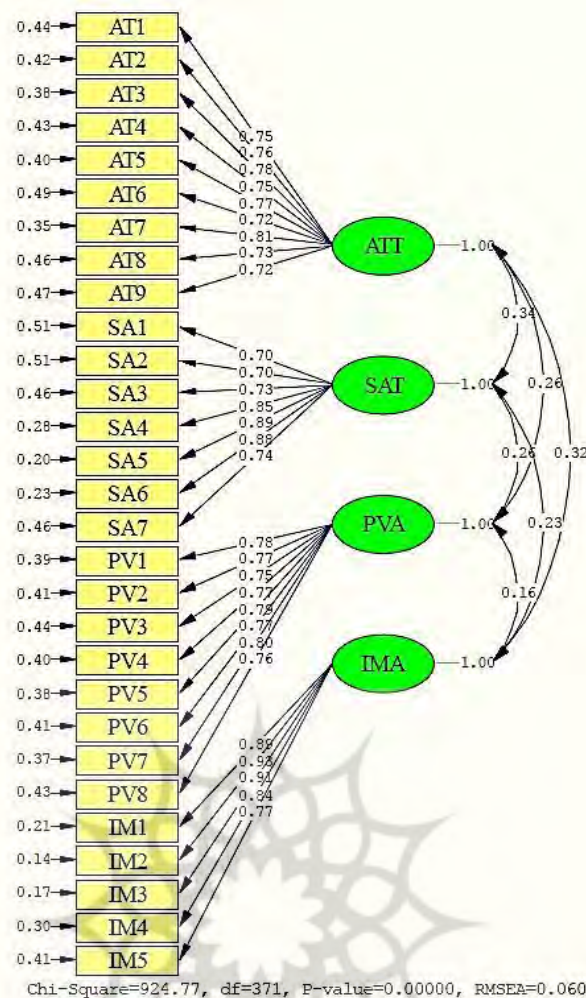 0.44 AT1
0.42 AT2
0.38 AT3
0.43 AT4
0.40 AT5
0.49 AT6
0.35 AT7
0.46 AT8
0.47 AT9
0.51 SA1
0.51 SA2
0.46 SA3
0.28 SA4
0.20 SA5
0.23 SA6
0.46 SA7
0.39 PV1
0.41 PV2
0.44 PV3
0.40 PV4
0.38 PV5
0.41 PV6
0.37 PV7
0.43 PV8
0.21 IM1
0.14 IM2
0.17 IM3
0.30 IM4
0.41 IM5
0.75
0.76
0.78
0.75
0.77
0.72
0.81
0.73
0.72
0.70
0.70
0.73
0.85
0.89
0.88
0.74
0.78
0.77
0.75
0.77
0.79
0.77
0.80
0.76
0.89
0.93
0.91
0.84
0.77
ATT 1.00
SAT 1.00
PVA 1.00
IMA 1.00
0.34
0.26
0.32
0.26
0.23
0.16
Chi-Square=924.77, df=371, P-value=0.00000, RMSEA=0.060